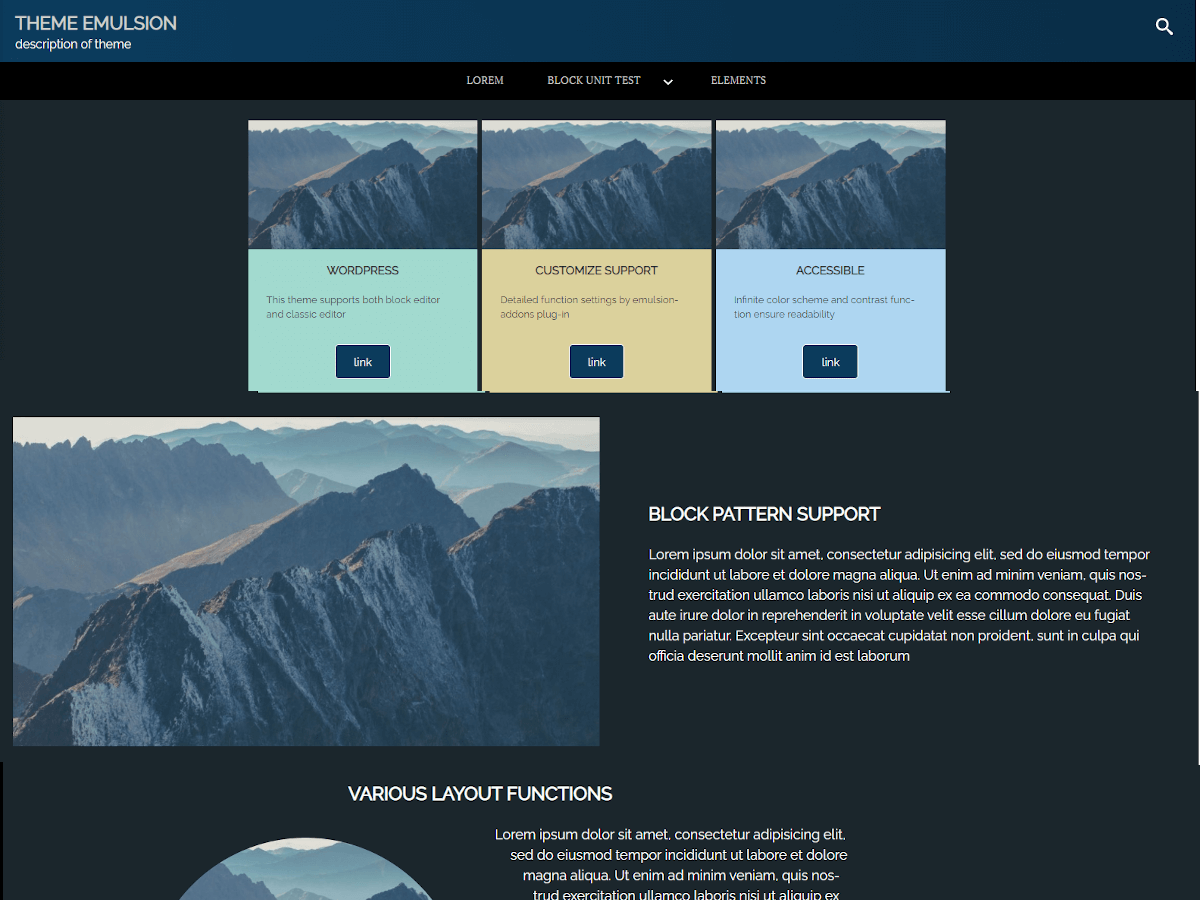 THEME EMULSION
description of theme
LOREM BLOCK UNIT TEST ELEMENTS
WORDPRESS
This theme supports both block editor
and classic editor
link
CUSTOMIZE SUPPORT
Detailed function settings by emulsion-
addons plug-in
link
ACCESSIBLE
Infinite color scheme and contrast func-
tion ensure readability
link
BLOCK PATTERN SUPPORT
Lorem ipsum dolor sit amet, consectetur adipisicing elit, sed do eiusmod tempor
incididunt ut labore et dolore magna aliqua. Ut enim ad minim veniam, quis nos-
trud exercitation ullamco laboris nisi ut aliquip ex ea commodo consequat. Duis
aute irure dolor in reprehenderit in voluptate velit esse cillum dolore eu fugiat
nulla pariatur. Excepteur sint occaecat cupidatat non proident, sunt in culpa qui
officia deserunt mollit anim id est laborum
VARIOUS LAYOUT FUNCTIONS
Lorem ipsum dolor sit amet, consectetur adipisicing elit,
sed do eiusmod tempor incididunt ut labore et dolore
magna aliqua. Ut enim ad minim veniam, quis nos-
trud exercitation ullamco laboris nisi ut aliquip ex